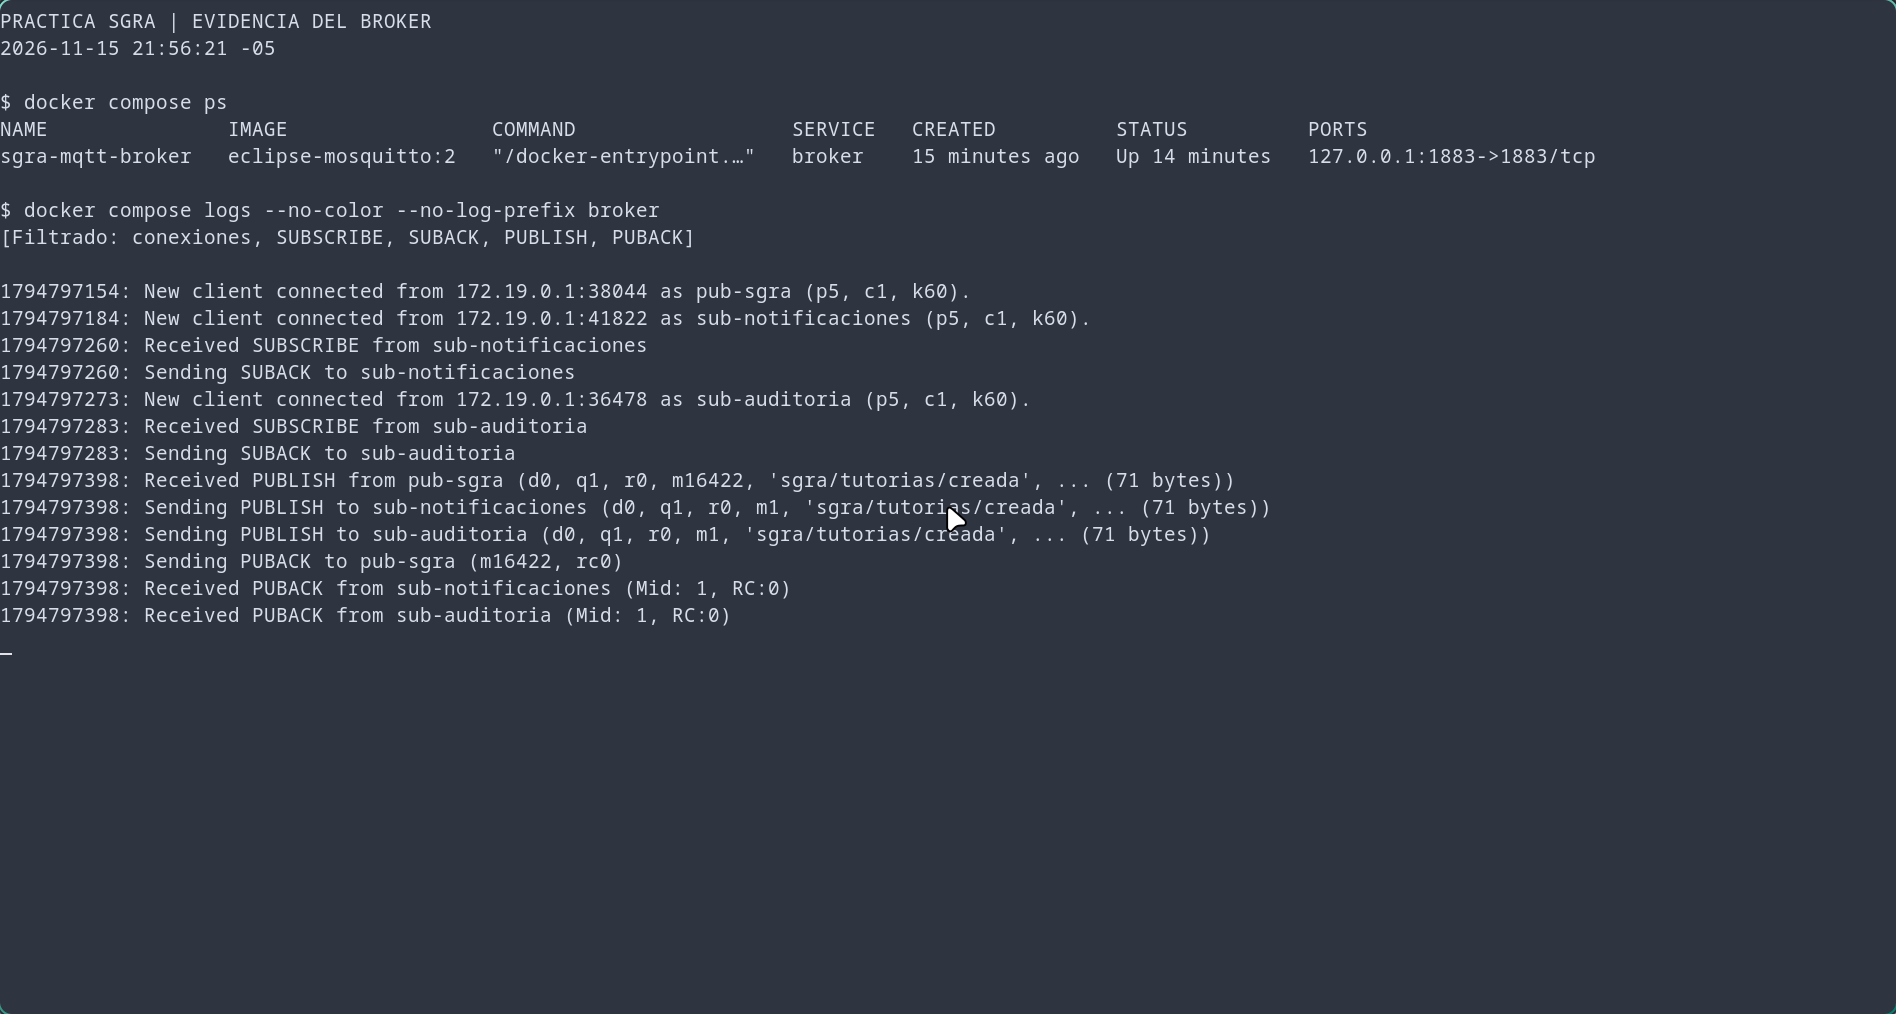 PRACTICA SGRA | EVIDENCIA DEL BROKER
2026-11-15 21:56:21 -05
$ docker compose ps
NAME IMAGE COMMAND SERVICE CREATED STATUS PORTS
sgra-mqtt-broker eclipse-mosquitto:2 "/docker-entrypoint.…" broker 15 minutes ago Up 14 minutes 127.0.0.1:1883->1883/tcp
$ docker compose logs --no-color --no-log-prefix broker
[Filtrado: conexiones, SUBSCRIBE, SUBACK, PUBLISH, PUBACK]
1794797154: New client connected from 172.19.0.1:38044 as pub-sgra (p5, c1, k60).
1794797184: New client connected from 172.19.0.1:41822 as sub-notificaciones (p5, c1, k60).
1794797260: Received SUBSCRIBE from sub-notificaciones
1794797260: Sending SUBACK to sub-notificaciones
1794797273: New client connected from 172.19.0.1:36478 as sub-auditoria (p5, c1, k60).
1794797283: Received SUBSCRIBE from sub-auditoria
1794797283: Sending SUBACK to sub-auditoria
1794797398: Received PUBLISH from pub-sgra (d0, q1, r0, m16422, 'sgra/tutorias/creada', ... (71 bytes))
1794797398: Sending PUBLISH to sub-notificaciones (d0, q1, r0, m1, 'sgra/tutorias/creada', ... (71 bytes))
1794797398: Sending PUBLISH to sub-auditoria (d0, q1, r0, m1, 'sgra/tutorias/creada', ... (71 bytes))
1794797398: Sending PUBACK to pub-sgra (m16422, rc0)
1794797398: Received PUBACK from sub-notificaciones (Mid: 1, RC:0)
1794797398: Received PUBACK from sub-auditoria (Mid: 1, RC:0)